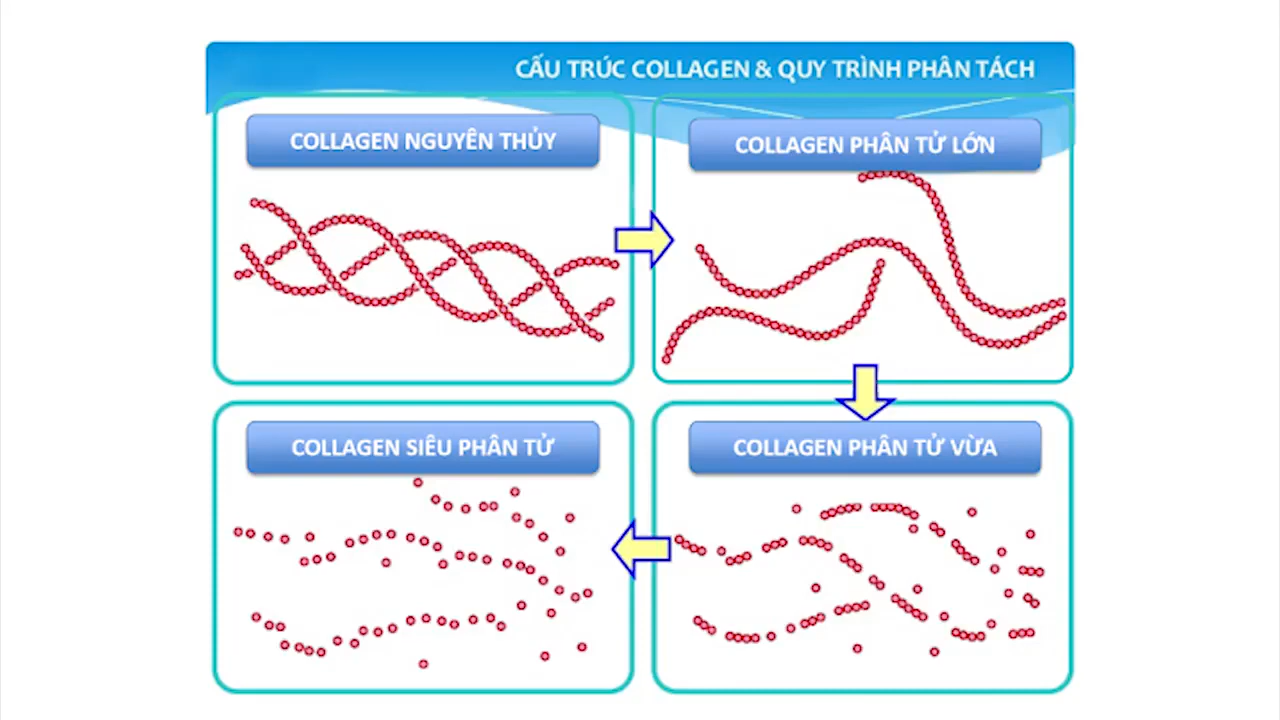 CẤU TRÚC COLLAGEN & QUY TRÌNH PHÂN TÁCH
COLLAGEN NGUYÊN THỦY
COLLAGEN PHÂN TỬ LỚN
COLLAGEN SIÊU PHÂN TỬ
COLLAGEN PHÂN TỬ VỪA